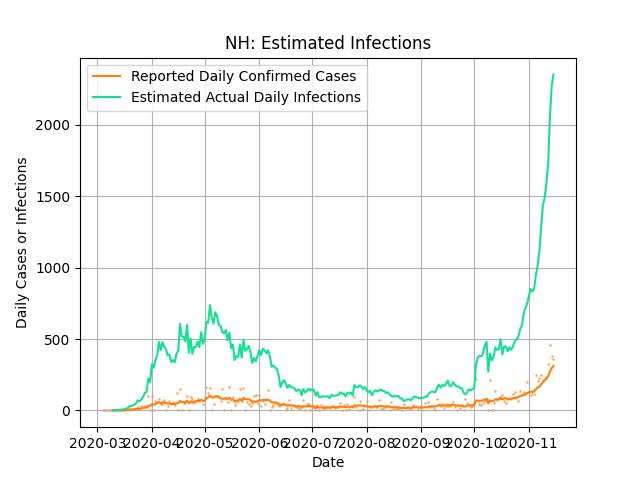 NH: Estimated Infections
Reported Daily Confirmed Cases
Estimated Actual Daily Infections
Daily Cases or Infections
2000
1500
1000
500
0
2020-03 2020-04 2020-05 2020-06 2020-07 2020-08 2020-09 2020-10 2020-11
Date